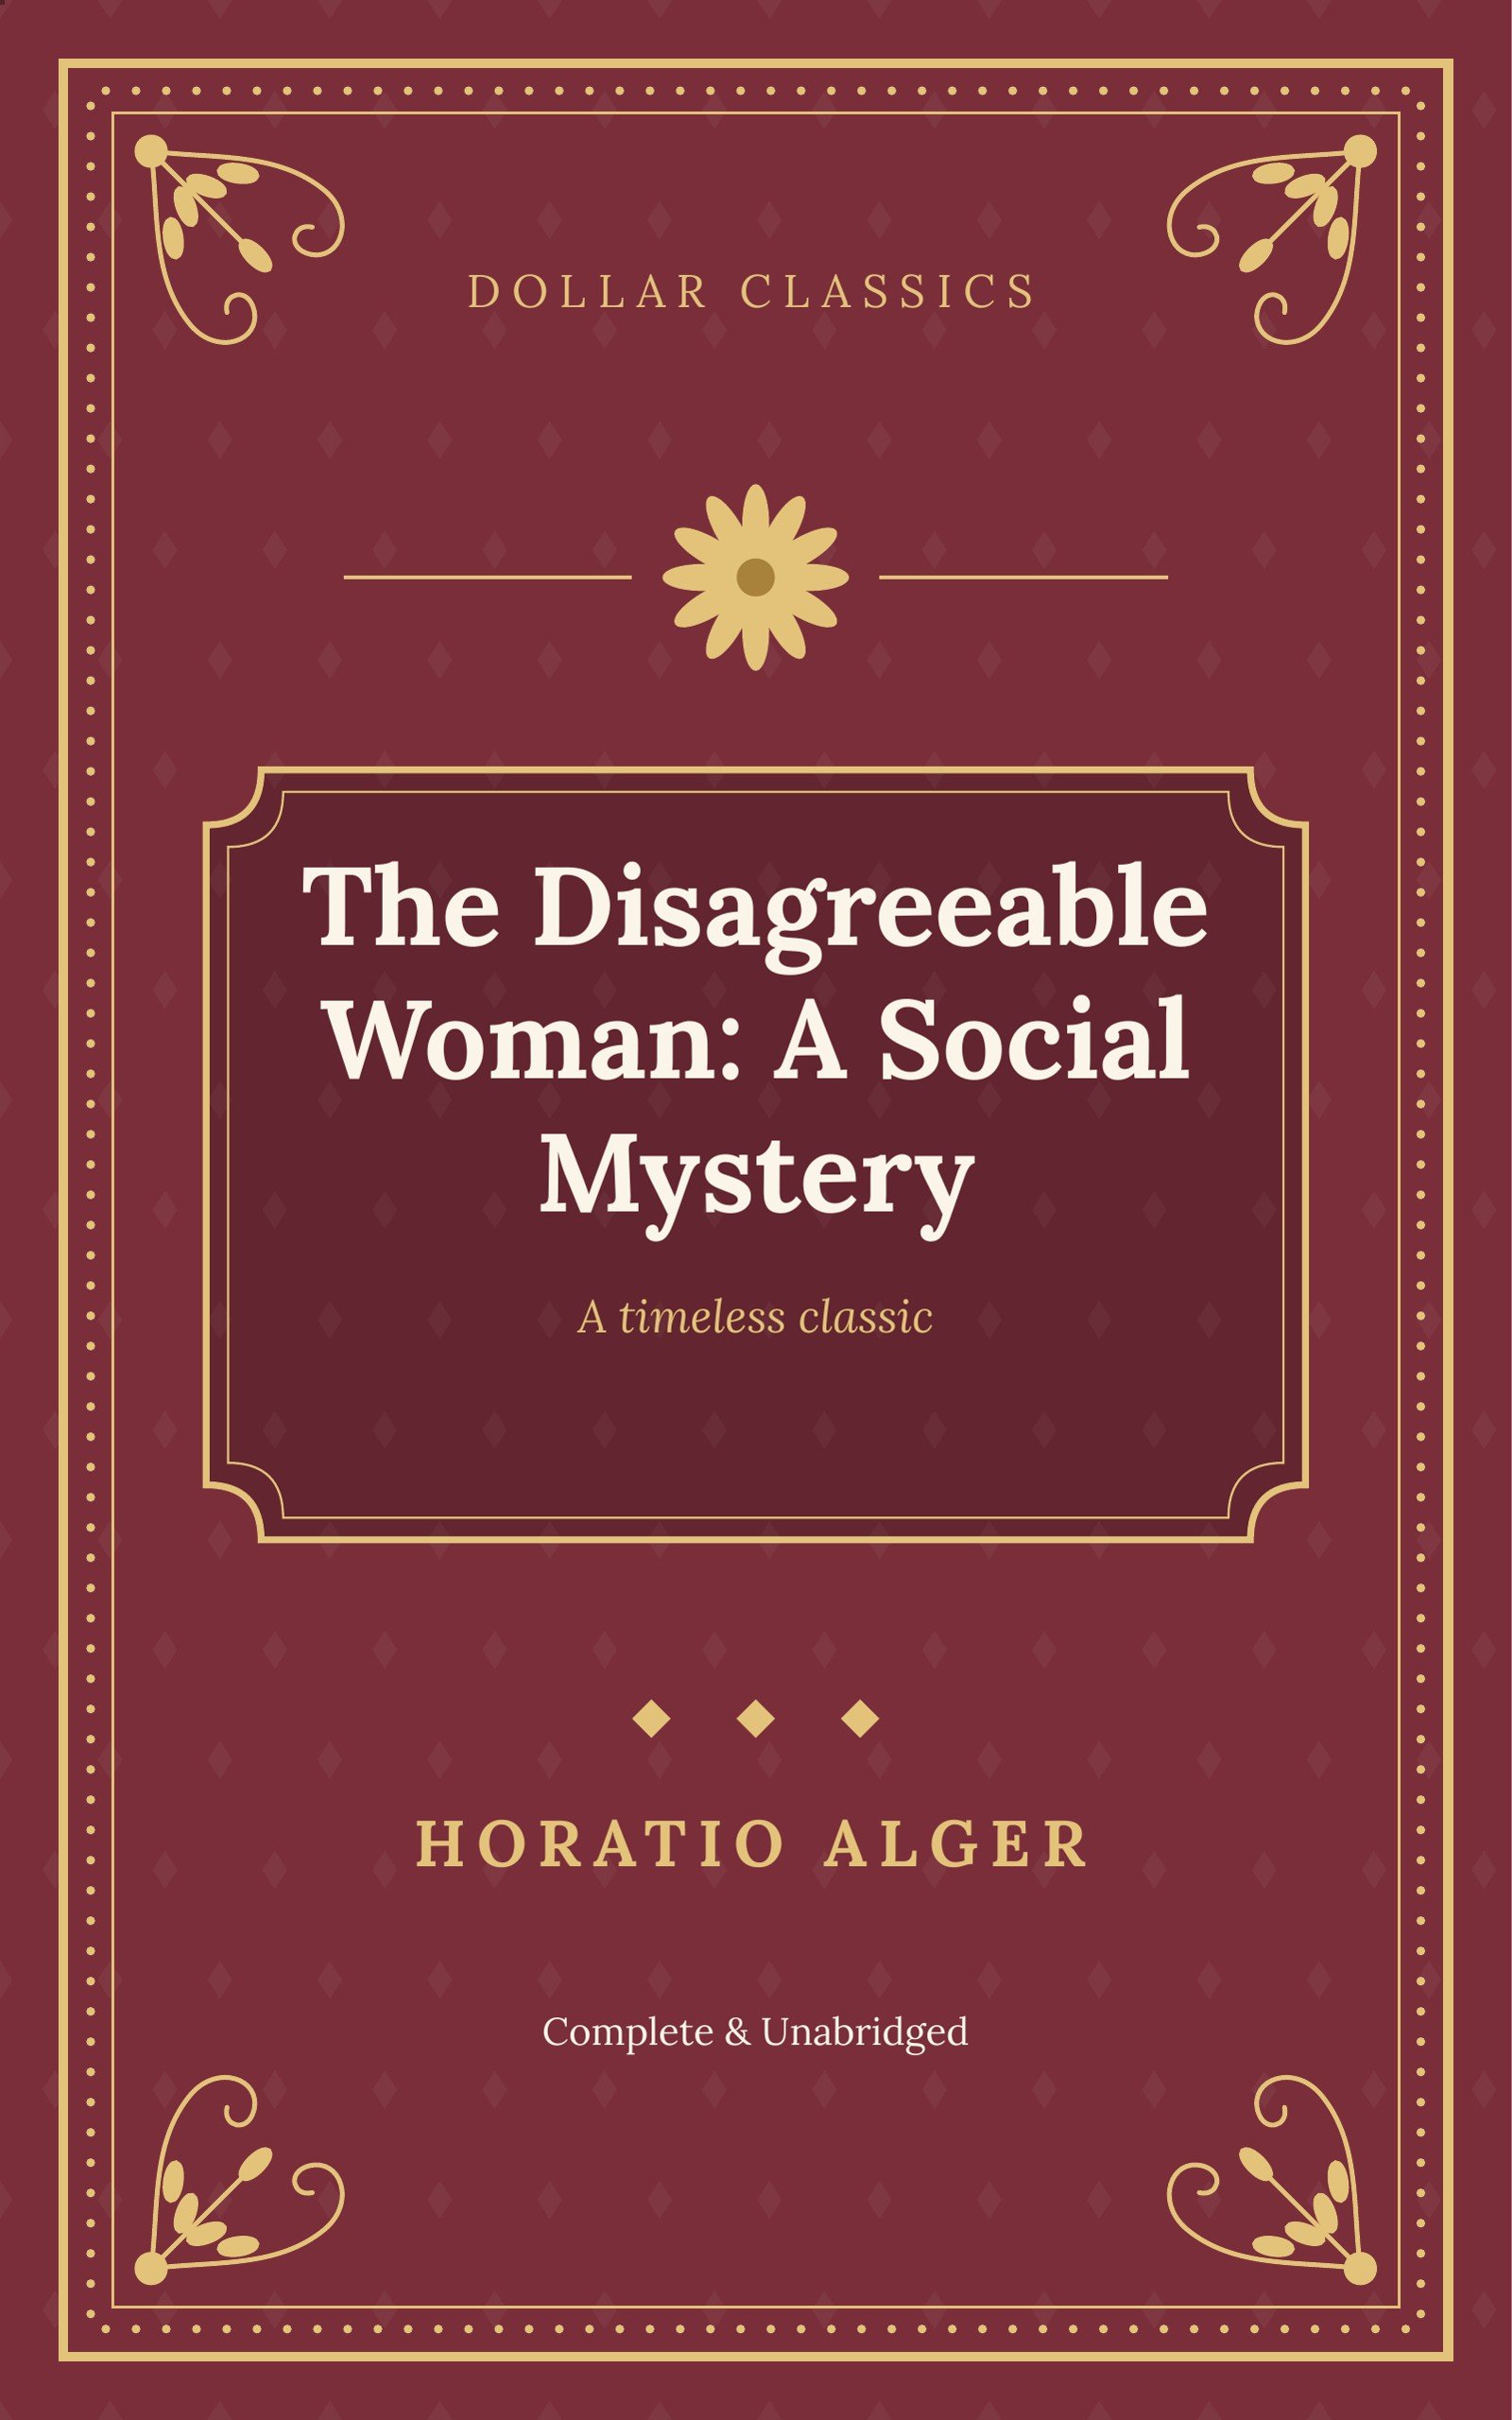 DOLLAR CLASSICS
The Disagreeable
Woman: A Social
Mystery
A timeless classic
HORATIO ALGER
Complete & Unabridged